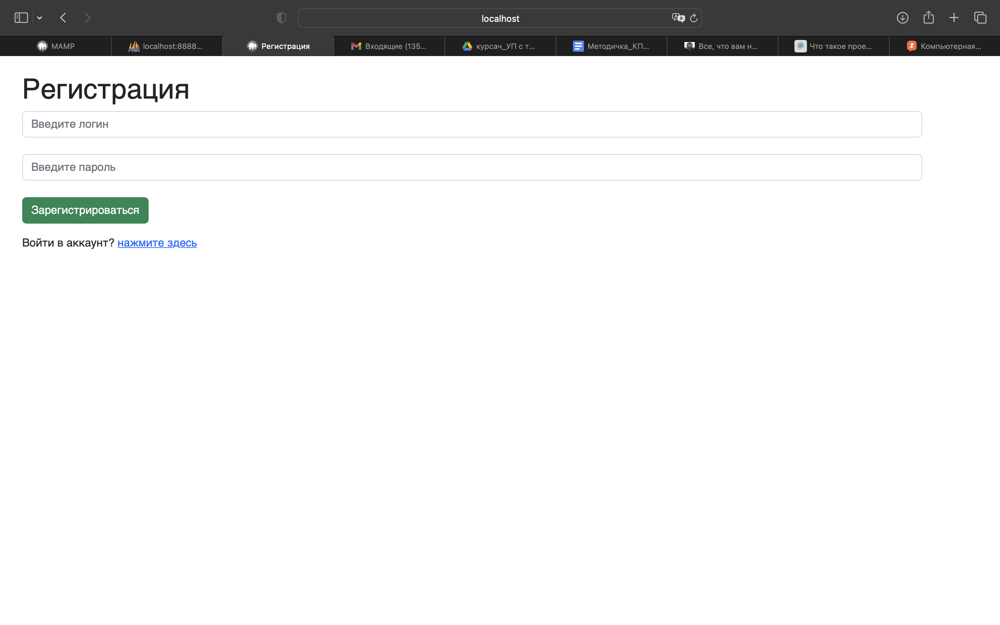 localhost
MAMP
localhost:8888...
Регистрация
Входящие (135...
курсач_УП с т...
Методичка_КП...
Все, что вам н...
Что такое прое...
Компьютерная...
Регистрация
Введите логин
Введите пароль
Зарегистрироваться
Войти в аккаунт? нажмите здесь